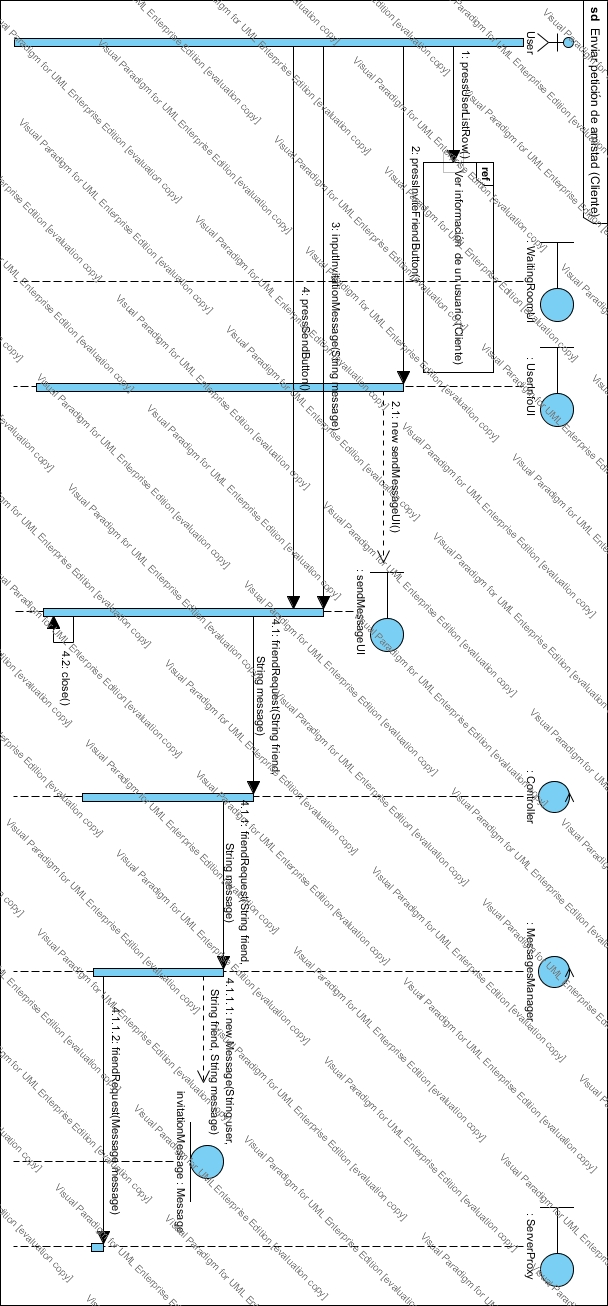 sd Enviar petición de amistad (Cliente)
User
: WaitingRoomUI
: UserInfoUI
: sendMessageUI
: Controller
: MessagesManager
invitationMessage : Message
: ServerProxy
1: pressUserListRow()
ref
Ver información de un usuario (Cliente)
2: pressInviteFriendButton()
2.1: new sendMessageUI()
3: inputInvitationMessage(String message)
4: pressSendButton()
4.1: friendRequest(String friend,
String message)
4.1.1: friendRequest(String friend,
String message)
4.1.1.1: new Message(String user,
String friend, String message)
4.1.1.2: friendRequest(Message message)
4.2: close()
Visual Paradigm for UML Enterprise Edition [evaluation copy]